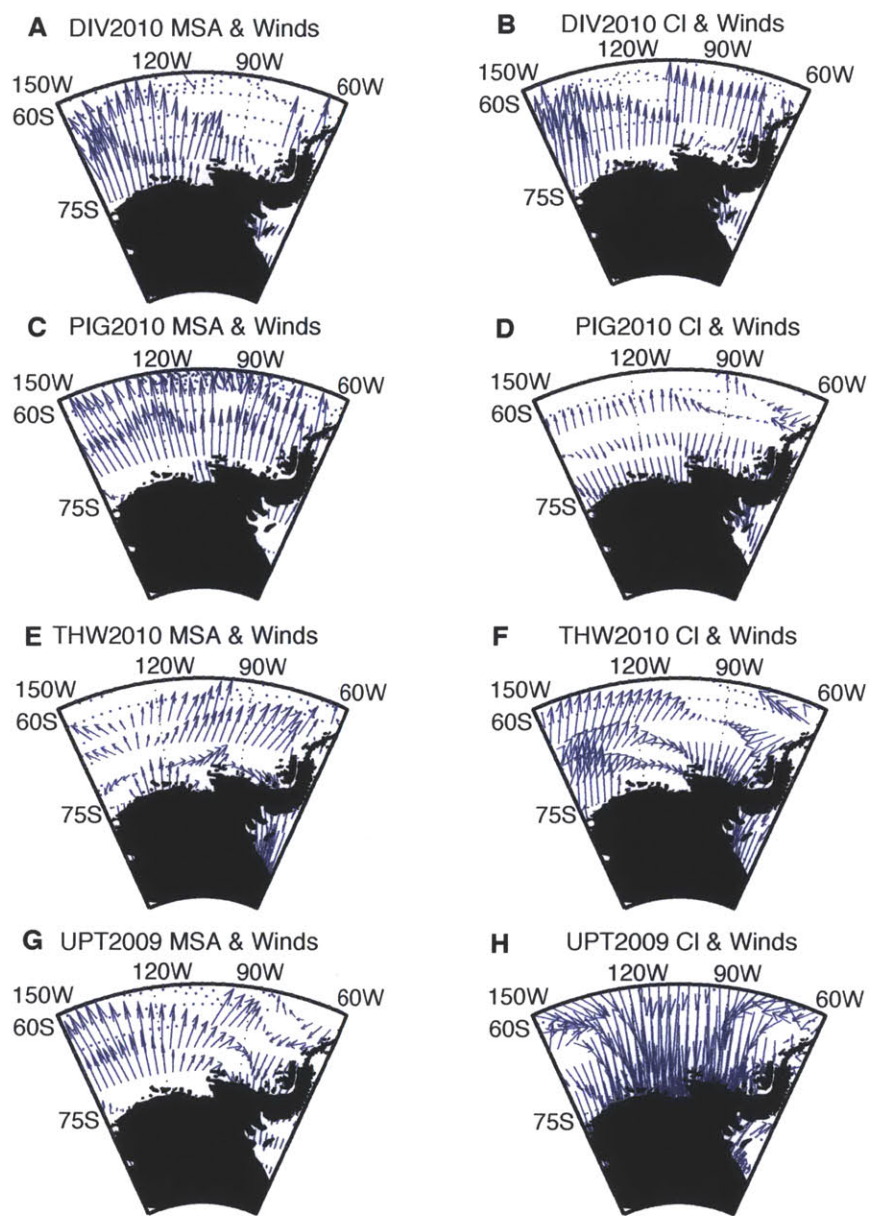 A DIV2010 MSA & Winds
120W 90W
150W 60W
60S
75S
B DIV2010 CI & Winds
120W 90W
150W 60W
60S
75S
C PIG2010 MSA & Winds
120W 90W
150W 60W
60S
75S
D PIG2010 CI & Winds
120W 90W
150W 60W
60S
75S
E THW2010 MSA & Winds
120W 90W
150W 60W
60S
75S
F THW2010 CI & Winds
120W 90W
150W 60W
60S
75S
G UPT2009 MSA & Winds
120W 90W
150W 60W
60S
75S
H UPT2009 CI & Winds
120W 90W
150W 60W
60S
75S